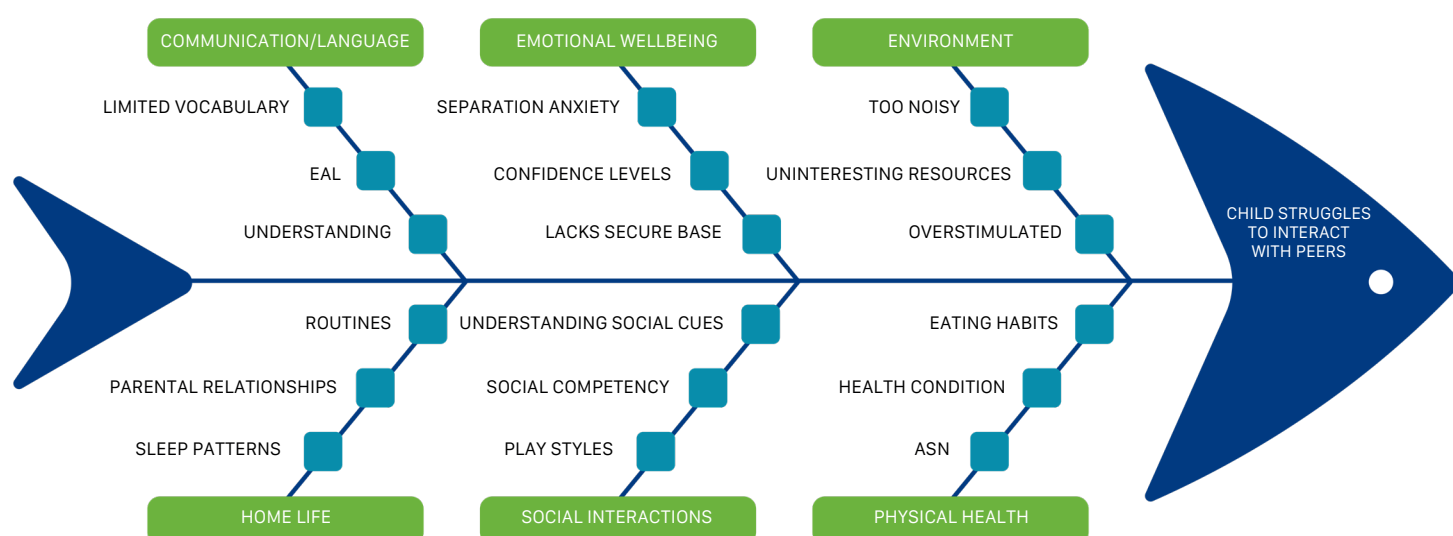 COMMUNICATION/LANGUAGE
EMOTIONAL WELLBEING
ENVIRONMENT
LIMITED VOCABULARY
SEPARATION ANXIETY
TOO NOISY
EAL
CONFIDENCE LEVELS
UNINTERESTING RESOURCES
UNDERSTANDING
LACKS SECURE BASE
OVERSTIMULATED
CHILD STRUGGLES
TO INTERACT
WITH PEERS
ROUTINES
UNDERSTANDING SOCIAL CUES
EATING HABITS
PARENTAL RELATIONSHIPS
SOCIAL COMPETENCY
HEALTH CONDITION
SLEEP PATTERNS
PLAY STYLES
ASN
HOME LIFE
SOCIAL INTERACTIONS
PHYSICAL HEALTH